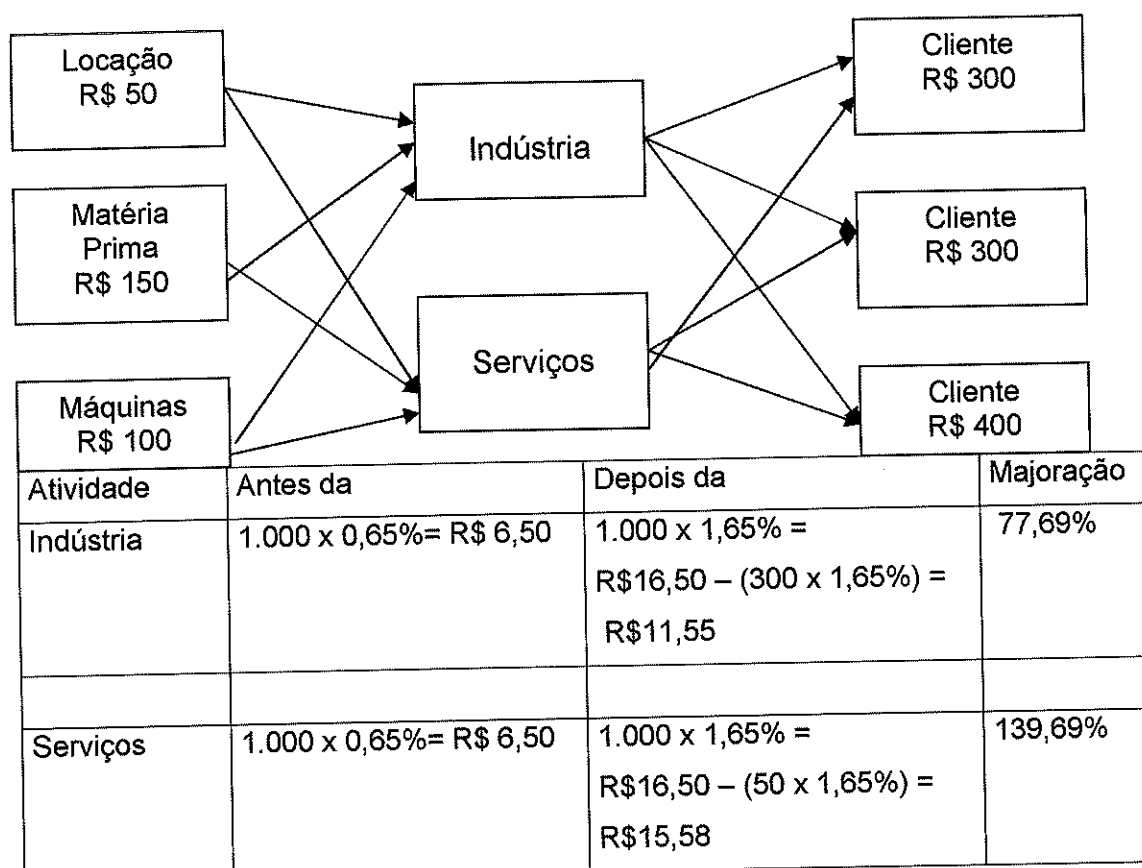 Locação
R$ 50
Matéria
Prima
R$ 150
Máquinas
R$ 100
Indústria
Serviços
Cliente
R$ 300
Cliente
R$ 300
Cliente
R$ 400
Atividade Antes da Depois da Majoração
Indústria 1.000 x 0,65%= R$ 6,50 1.000 x 1,65% = 77,69%
R$16,50 – (300 x 1,65%) =
R$11,55
Serviços 1.000 x 0,65%= R$ 6,50 1.000 x 1,65% = 139,69%
R$16,50 – (50 x 1,65%) =
R$15,58